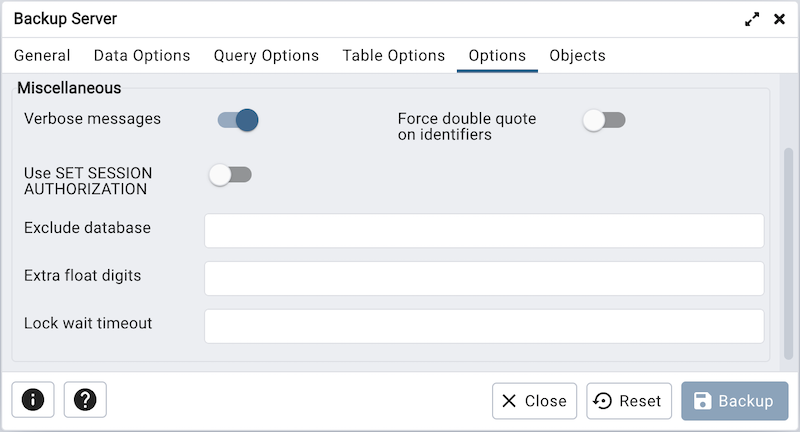 Backup Server
General Data Options Query Options Table Options Options Objects
Miscellaneous
Verbose messages
Force double quote
on identifiers
Use SET SESSION
AUTHORIZATION
Exclude database
Extra float digits
Lock wait timeout
Close Reset Backup